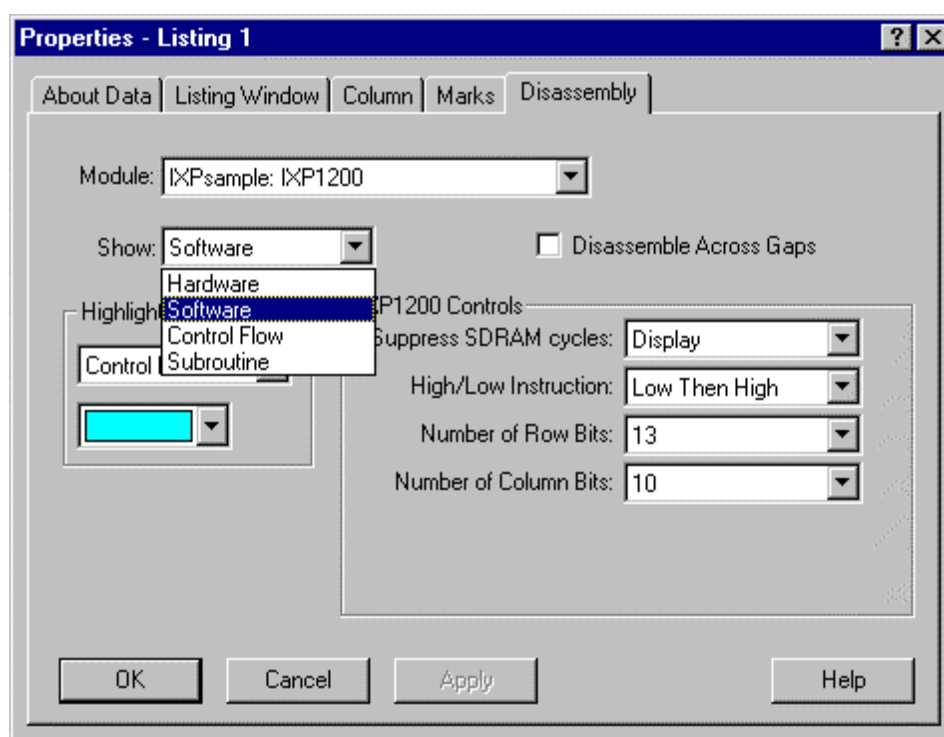 Properties - Listing 1
About Data Listing Window Column Marks Disassembly
Module: IXPsample: IXP1200
Show: Software
Disassemble Across Gaps
Hardware
Software
Control Flow
Subroutine
Highligh
Control
P1200 Controls
Suppress SDRAM cycles: Display
High/Low Instruction: Low Then High
Number of Row Bits: 13
Number of Column Bits: 10
OK Cancel Apply Help